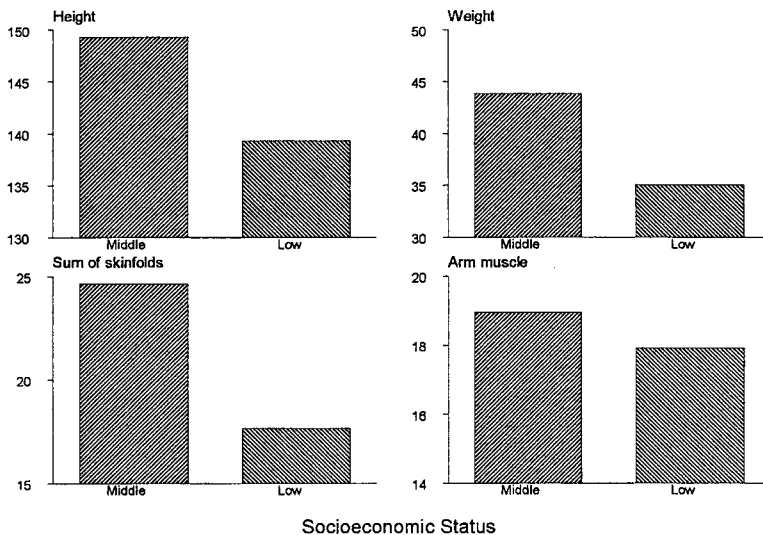 Height
150
145
140
135
130
Middle
Low
Weight
50
45
40
35
30
Middle
Low
Sum of skinfolds
25
20
15
Middle
Low
Arm muscle
20
18
16
14
Middle
Low
Socioeconomic Status